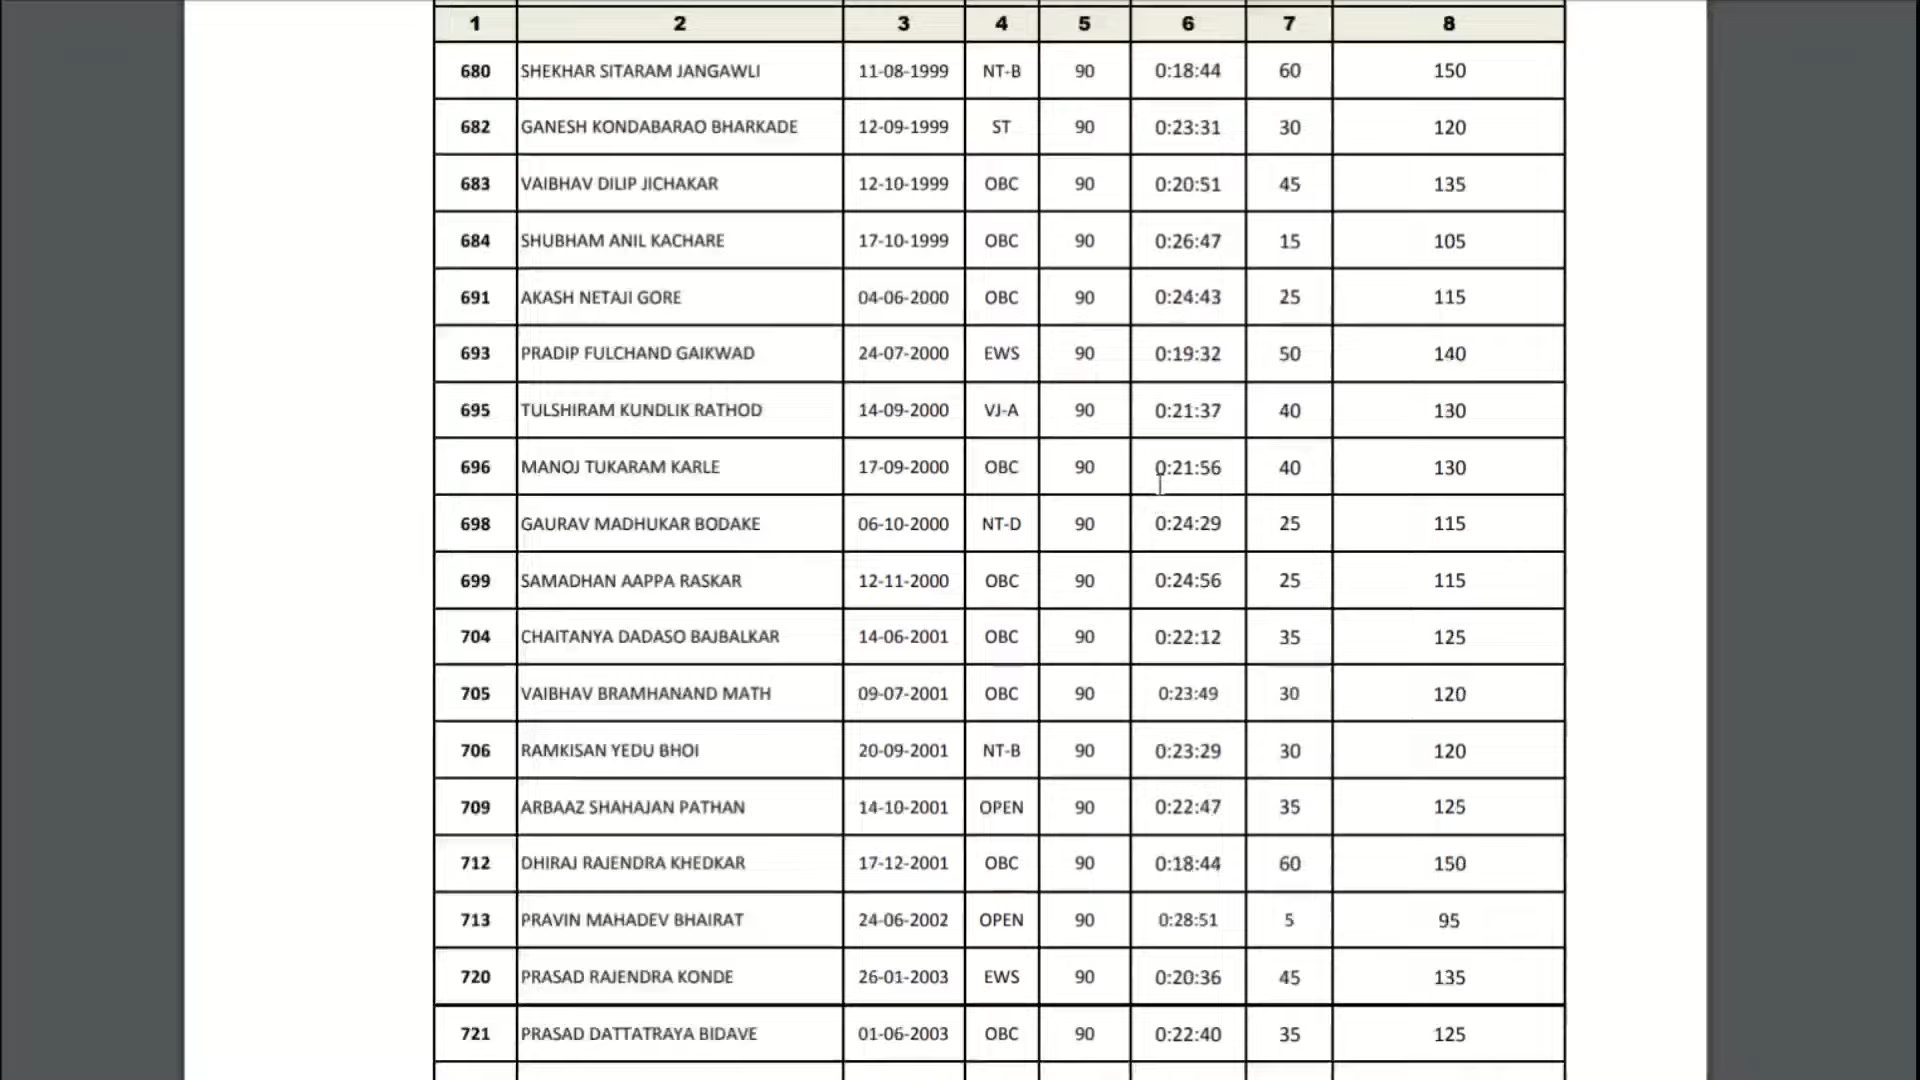 1 2 3 4 5 6 7 8
680 SHEKHAR SITARAM JANGAWLI 11-08-1999 NT-B 90 0:18:44 60 150
682 GANESH KONDABARAO BHARKADE 12-09-1999 ST 90 0:23:31 30 120
683 VAIBHAV DILIP JICHAKAR 12-10-1999 OBC 90 0:20:51 45 135
684 SHUBHAM ANIL KACHARE 17-10-1999 OBC 90 0:26:47 15 105
691 AKASH NETAJI GORE 04-06-2000 OBC 90 0:24:43 25 115
693 PRADIP FULCHAND GAIKWAD 24-07-2000 EWS 90 0:19:32 50 140
695 TULSHIRAM KUNDLIK RATHOD 14-09-2000 VJ-A 90 0:21:37 40 130
696 MANOJ TUKARAM KARLE 17-09-2000 OBC 90 0:21:56 40 130
698 GAURAV MADHUKAR BODAKE 06-10-2000 NT-D 90 0:24:29 25 115
699 SAMADHAN AAPPA RASKAR 12-11-2000 OBC 90 0:24:56 25 115
704 CHAITANYA DADASO BAJBALKAR 14-06-2001 OBC 90 0:22:12 35 125
705 VAIBHAV BRAMHANAND MATH 09-07-2001 OBC 90 0:23:49 30 120
706 RAMKISAN YEDU BHOI 20-09-2001 NT-B 90 0:23:29 30 120
709 ARBAAZ SHAHAJAN PATHAN 14-10-2001 OPEN 90 0:22:47 35 125
712 DHIRAJ RAJENDRA KHEDKAR 17-12-2001 OBC 90 0:18:44 60 150
713 PRAVIN MAHADEV BHAIRAT 24-06-2002 OPEN 90 0:28:51 5 95
720 PRASAD RAJENDRA KONDE 26-01-2003 EWS 90 0:20:36 45 135
721 PRASAD DATTATRAYA BIDAVE 01-06-2003 OBC 90 0:22:40 35 125